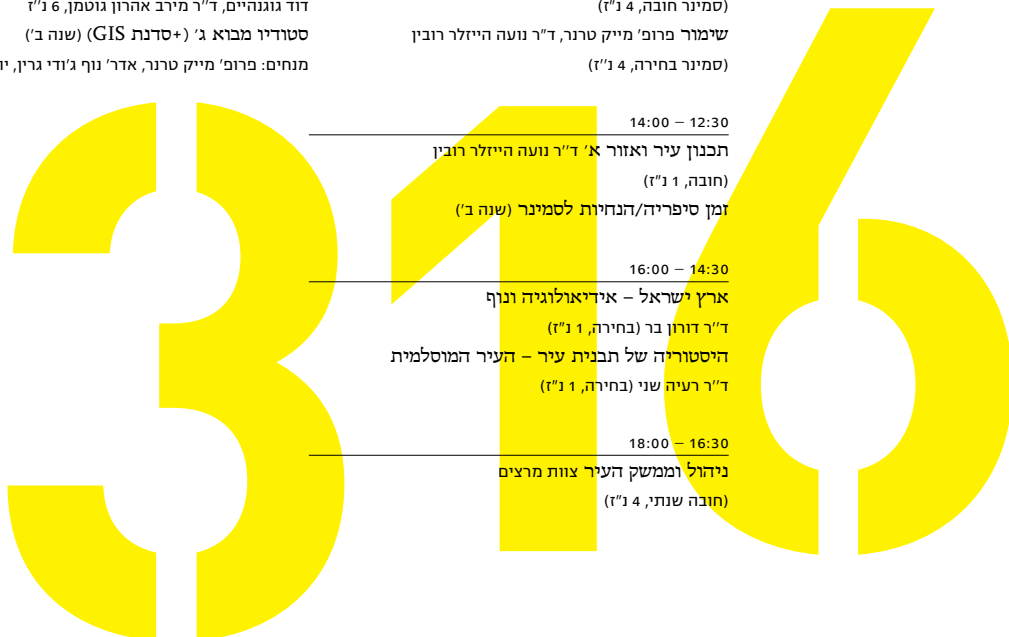 (סמינר חובה, 4 נ"ז)
שימור פרופ' מייק טרנר, ד"ר נועה הייזלר רובין
(סמינר בחירה, 4 נ''ז)
12:30 – 14:00
תכנון עיר ואזור א' ד''ר נועה הייזלר רובין
(חובה, 1 נ"ז)
זמן סיפריה/הנחיות לסמינר (שנה ב')
14:30 – 16:00
ארץ ישראל – אידיאולוגיה ונוף
ד''ר דורון בר (בחירה, 1 נ"ז)
היסטוריה של תבנית עיר – העיר המוסלמית
ד''ר רעיה שני (בחירה, 1 נ"ז)
16:30 – 18:00
ניהול וממשק העיר צוות מרצים
(חובה שנתי, 4 נ"ז)
דוד גוגנהיים, ד''ר מירב אהרון גוטמן, 6 נ''ז
סטודיו מבוא ג' (+סדנת GIS) (שנה ב')
מנחים: פרופ' מייק טרנר, אדר' נוף ג'ודי גרין,
316